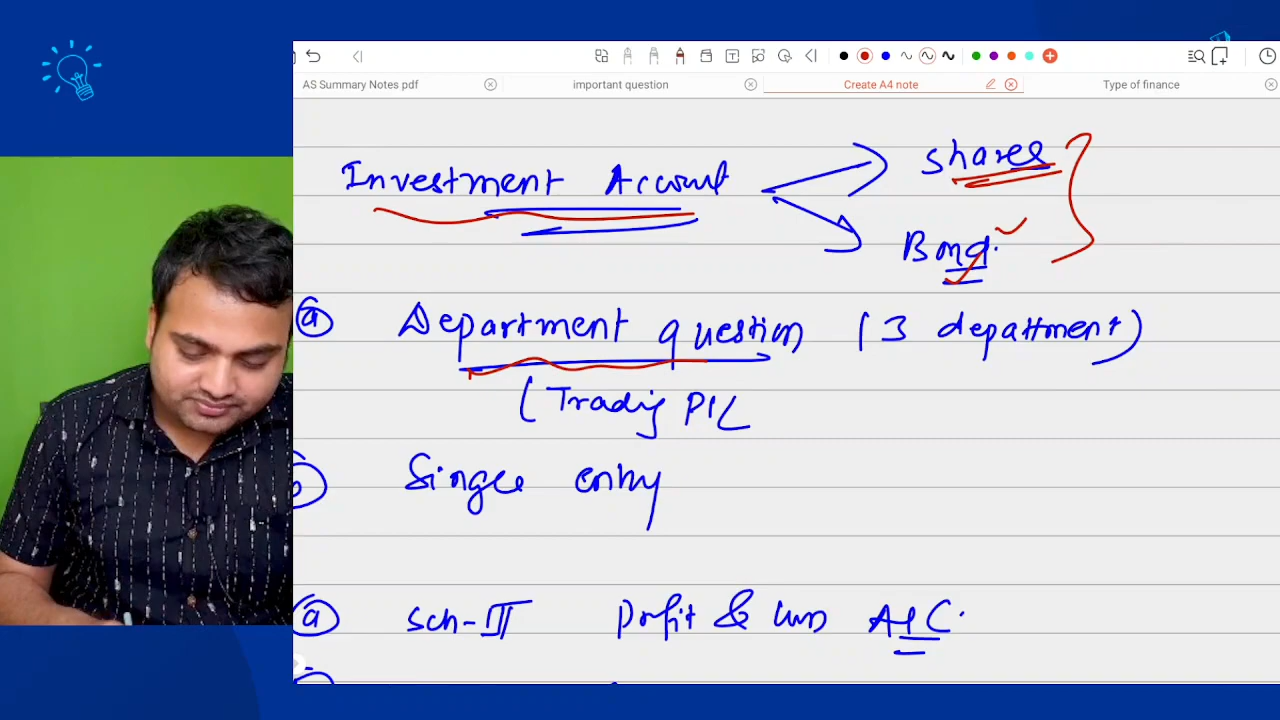 AS Summary Notes pdf
important question
Create A4 note
Type of finance
Investment Account
Shares
Bond.
(a) Department question (3 department)
(Trading P/L
(b) Single entry
(a) Sch-III Profit & Loss A/C.